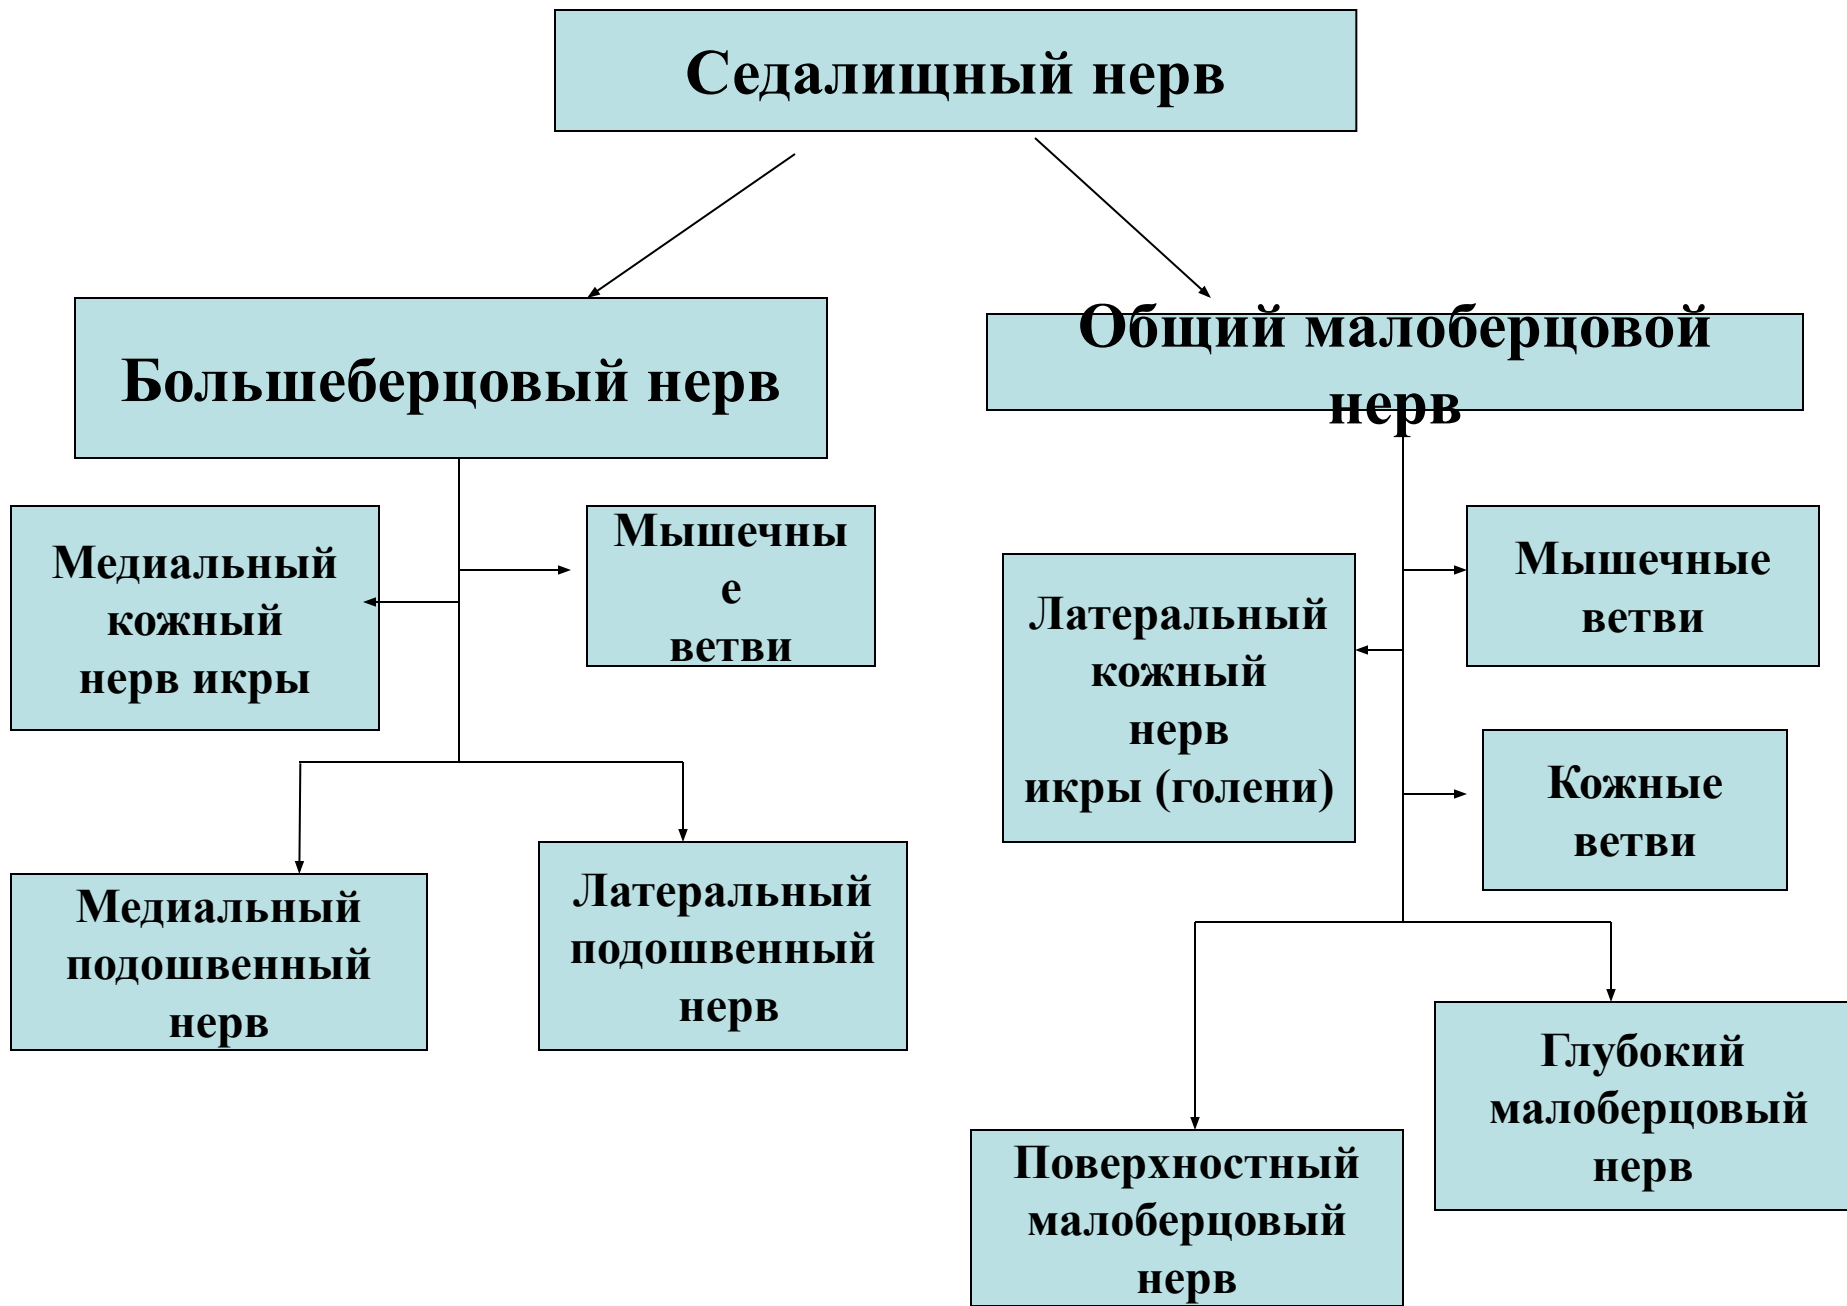 Седалищный нерв
Большеберцовый нерв
Общий малоберцовой
нерв
Медиальный
кожный
нерв икры
Мышечны
е
ветви
Латеральный
кожный
нерв
икры (голени)
Мышечные
ветви
Кожные
ветви
Медиальный
подошвенный
нерв
Латеральный
подошвенный
нерв
Поверхностный
малоберцовый
нерв
Глубокий
малоберцовый
нерв